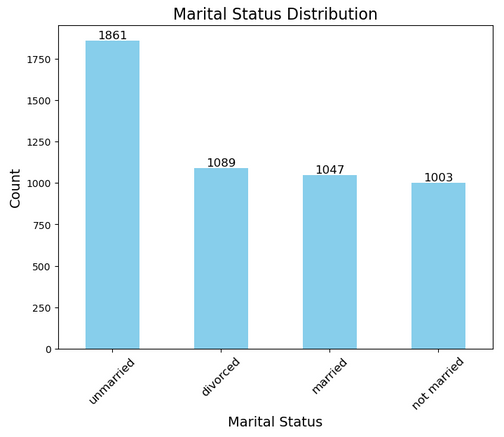 Marital Status Distribution
1861
1089
1047
1003
1750
1500
1250
1000
750
500
250
0
Count
unmarried
divorced
married
not married
Marital Status